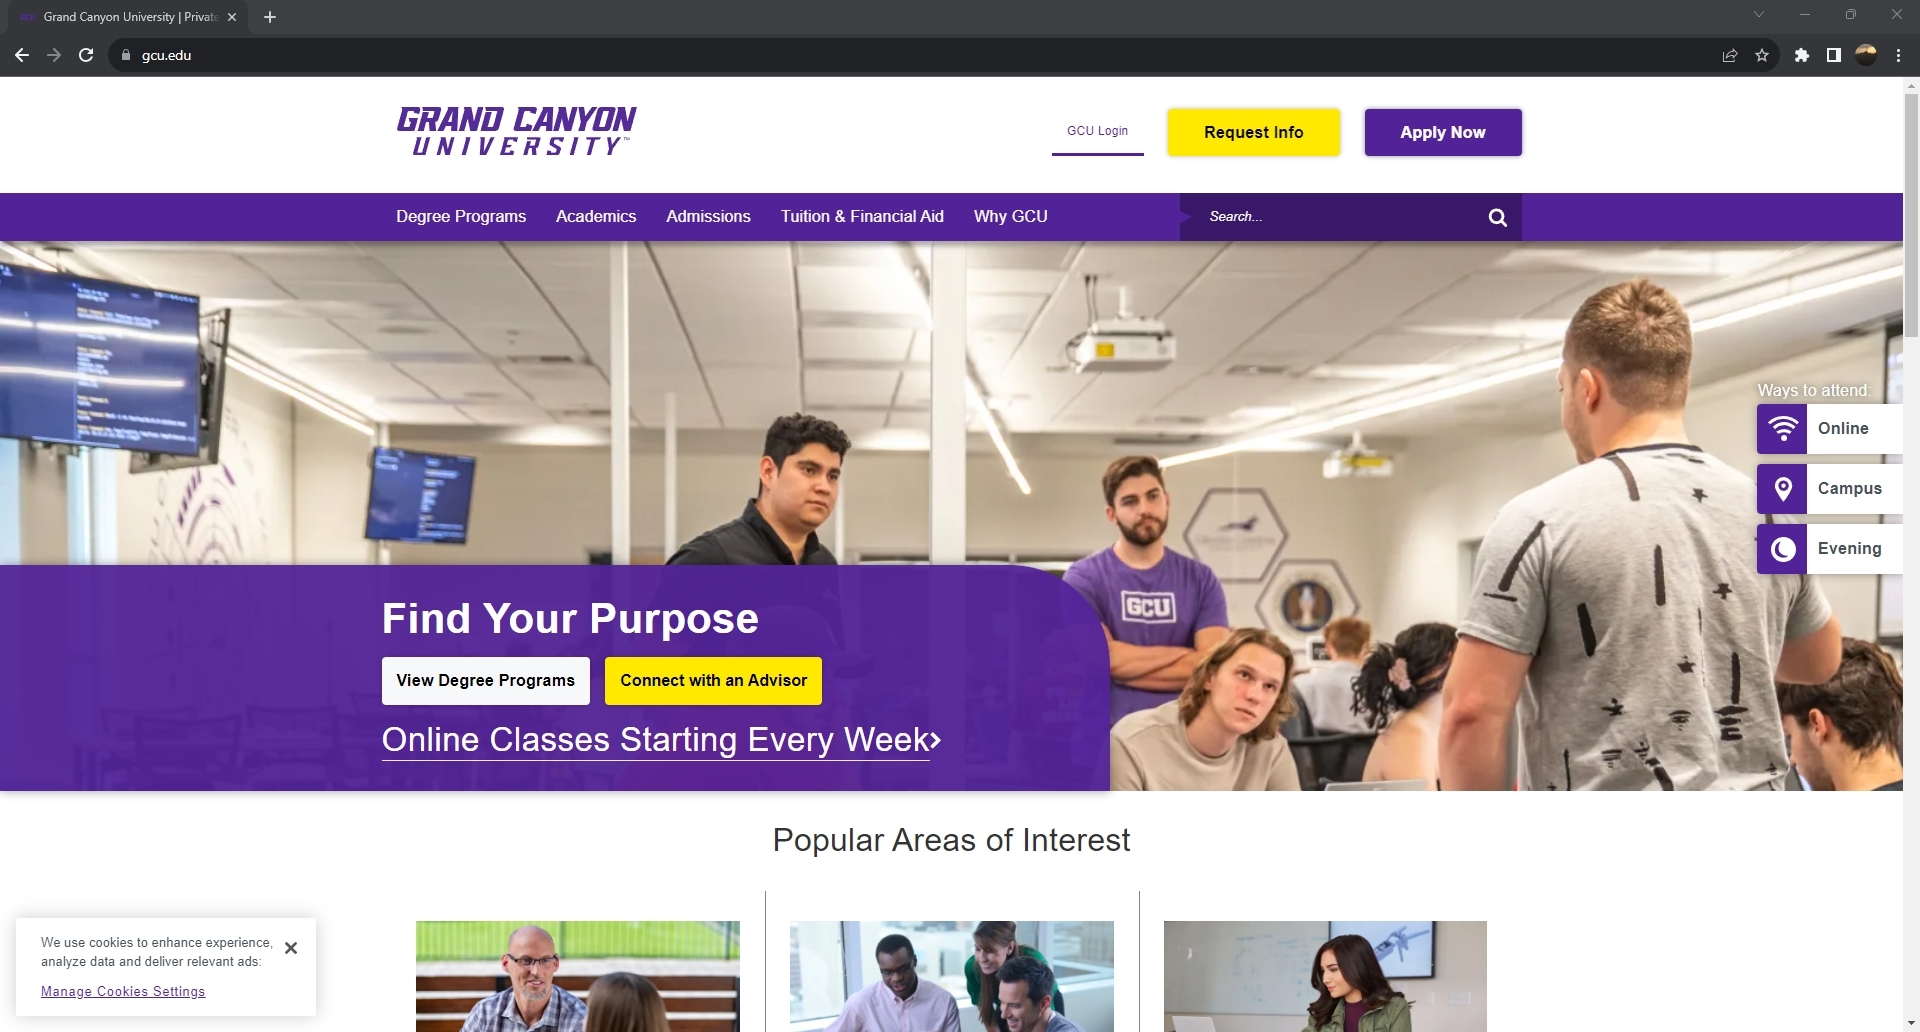 Grand Canyon University | Private
gcu.edu
GRAND CANYON
UNIVERSITY™
GCU Login
Request Info
Apply Now
Degree Programs
Academics
Admissions
Tuition & Financial Aid
Why GCU
Search...
Ways to attend:
Online
Campus
Evening
GCU
Find Your Purpose
View Degree Programs
Connect with an Advisor
Online Classes Starting Every Week
Popular Areas of Interest
We use cookies to enhance experience,
analyze data and deliver relevant ads:
Manage Cookies Settings